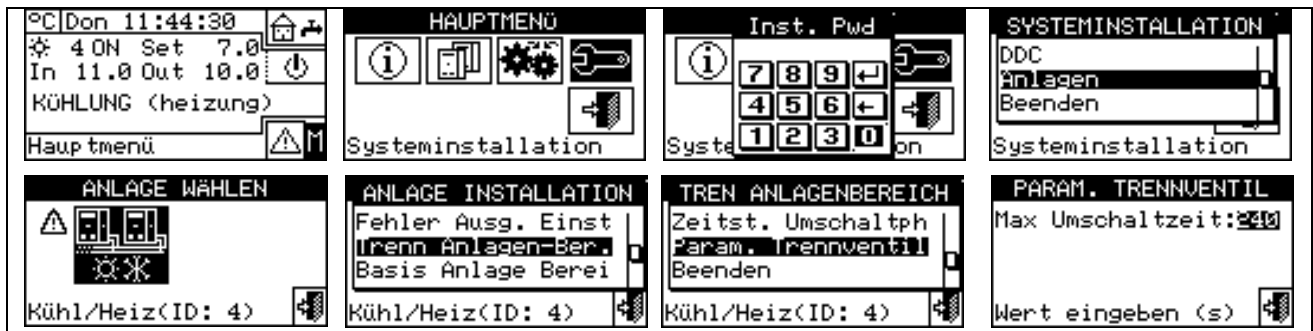 ºC Don 11:44:30
4 ON Set 7.0
In 11.0 Out 10.0
KüHLUNG (heizung)
Hauptmenü
M
HAUPTMENÜ
Systeminstallation
Inst. Pwd
7 8 9
4 5 6
1 2 3 0
Syste on
SYSTEMINSTALLATION
DDC
Anlagen
Beenden
Systeminstallation
ANLAGE WäHLEN
Kühl/Heiz(ID: 4)
ANLAGE INSTALLATION
Fehler Ausg. Einst
Trenn Anlagen-Ber.
Basis Anlage Berei
Kühl/Heiz(ID: 4)
TREN ANLAGENBEREICH
Zeitst. Umschaltph
Param. Trennventil
Beenden
Kühl/Heiz(ID: 4)
PARAM. TRENNVENTIL
Max Umschaltzeit:240
Wert eingeben (s)